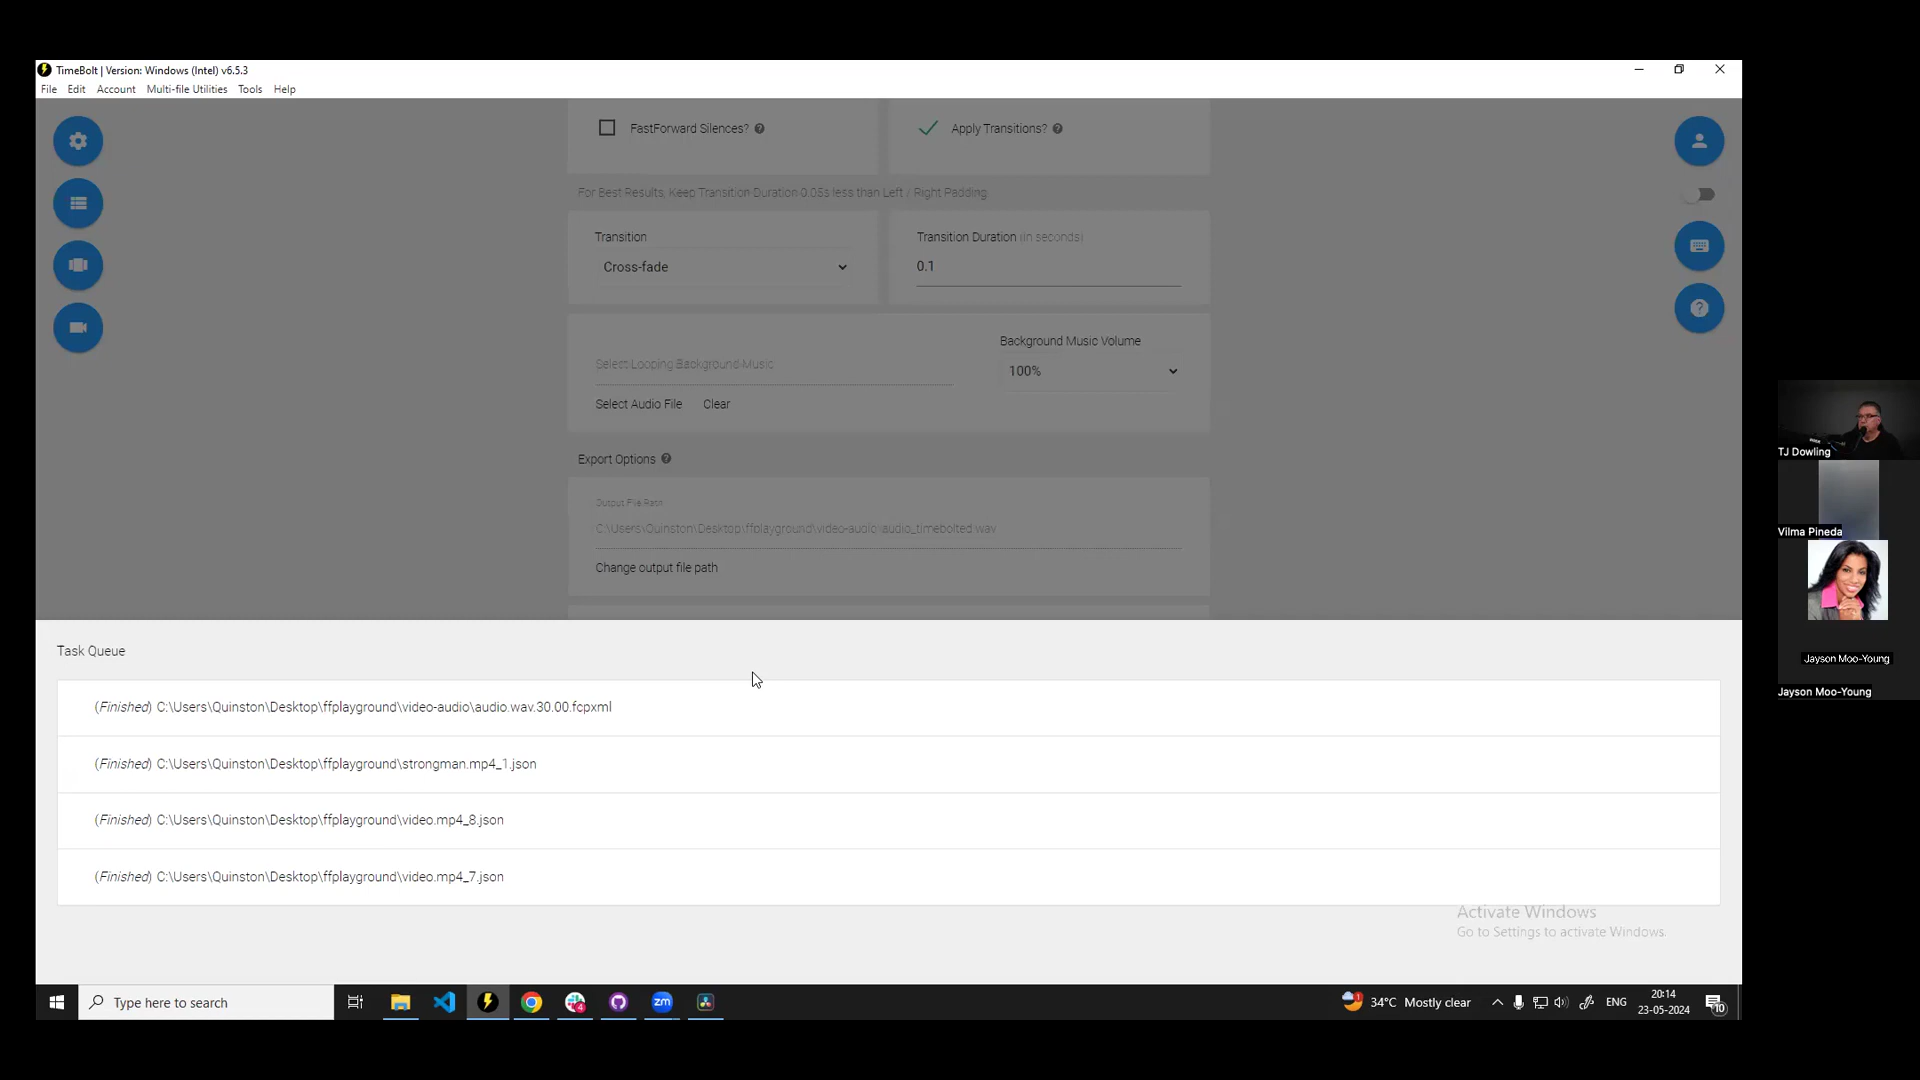 TimeBolt | Version: Windows (Intel) v6.5.3
File Edit Account Multi-file Utilities Tools Help
FastForward Silences?
Apply Transitions?
For Best Results, Keep Transition Duration 0.05s less than Left / Right Padding
Transition
Cross-fade
Transition Duration (in seconds)
0.1
Select Looping Background Music
Select Audio File Clear
Background Music Volume
100%
Export Options
Output File Path
C:\Users\Quinston\Desktop\ffplayground\video-audio\audio_timebolted.wav
Change output file path
Task Queue
(Finished) C:\Users\Quinston\Desktop\ffplayground\video-audio\audio.wav.30.00.fcpxml
(Finished) C:\Users\Quinston\Desktop\ffplayground\strongman.mp4_1.json
(Finished) C:\Users\Quinston\Desktop\ffplayground\video.mp4_8.json
(Finished) C:\Users\Quinston\Desktop\ffplayground\video.mp4_7.json
Activate Windows
Go to Settings to activate Windows.
Type here to search
4
zm
1
34°C Mostly clear
ENG
20:14
23-05-2024
10
TJ Dowling
Vilma Pineda
Jayson Moo-Young
Jayson Moo-Young